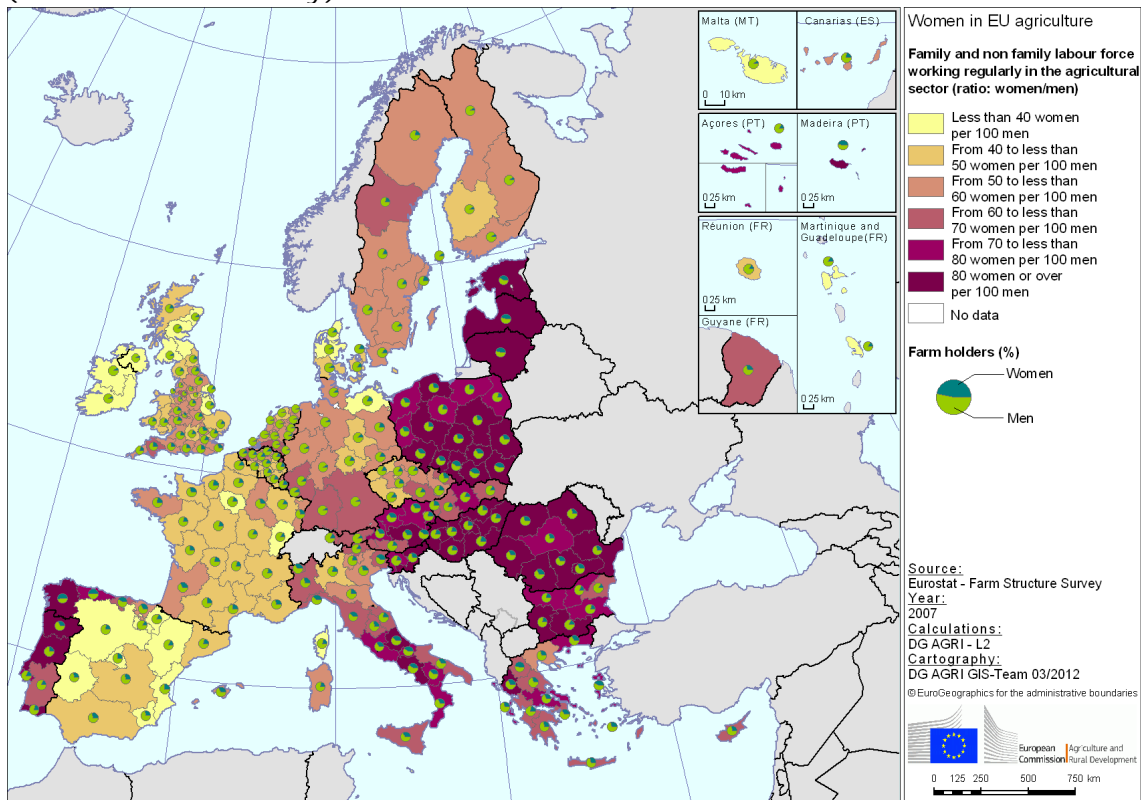 Women in EU agriculture
Family and non family labour force
working regularly in the agricultural
sector (ratio: women/men)
Less than 40 women
per 100 men
From 40 to less than
50 women per 100 men
From 50 to less than
60 women per 100 men
From 60 to less than
70 women per 100 men
From 70 to less than
80 women per 100 men
80 women or over
per 100 men
No data
Farm holders (%)
Women
Men
Malta (MT)
0 10 km
Canarias (ES)
Açores (PT)
0 25 km
Madeira (PT)
0 25 km
Réunion (FR)
0 25 km
Martinique and
Guadeloupe(FR)
0 25 km
Guyane (FR)
Source:
Eurostat - Farm Structure Survey
Year:
2007
Calculations:
DG AGRI - L2
Cartography:
DG AGRI GIS-Team 03/2012
© EuroGeographics for the administrative boundaries
European
Commission
Agriculture and
Rural Development
0 125 250 500 750 km